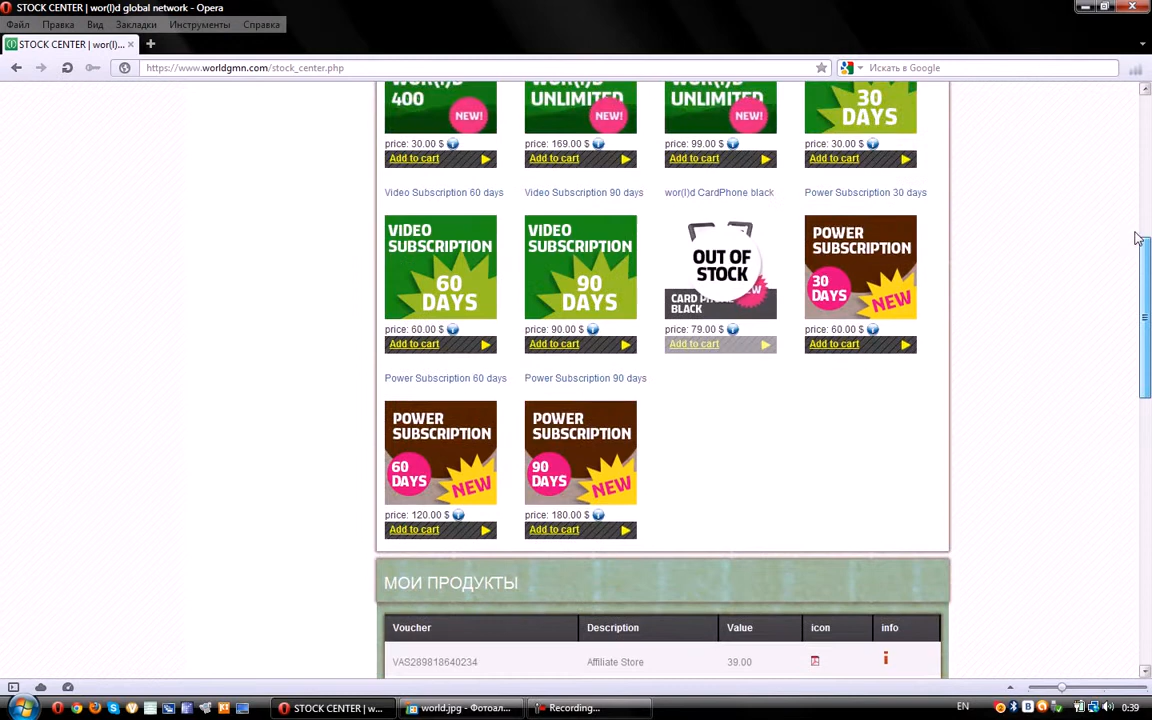 STOCK CENTER | wor(l)d global network - Opera
Файл Правка Вид Закладки Инструменты Справка
STOCK CENTER | wor(l)...
https://www.worldgmn.com/stock_center.php
Искать в Google
400
NEW!
UNLIMITED
NEW!
UNLIMITED
NEW!
30
DAYS
price: 30.00 $
price: 169.00 $
price: 99.00 $
price: 30.00 $
Add to cart
Add to cart
Add to cart
Add to cart
Video Subscription 60 days
Video Subscription 90 days
wor(l)d CardPhone black
Power Subscription 30 days
VIDEO
SUBSCRIPTION
60
DAYS
VIDEO
SUBSCRIPTION
90
DAYS
OUT OF
STOCK
CARD PHONE
BLACK
POWER
SUBSCRIPTION
30
DAYS
NEW
price: 60.00 $
price: 90.00 $
price: 79.00 $
price: 60.00 $
Add to cart
Add to cart
Add to cart
Add to cart
Power Subscription 60 days
Power Subscription 90 days
POWER
SUBSCRIPTION
60
DAYS
NEW
POWER
SUBSCRIPTION
90
DAYS
NEW
price: 120.00 $
price: 180.00 $
Add to cart
Add to cart
МОИ ПРОДУКТЫ
Voucher Description Value icon info
VAS289818640234 Affiliate Store 39.00
STOCK CENTER | w...
world.jpg - Фотоал...
Recording...
EN
0:39